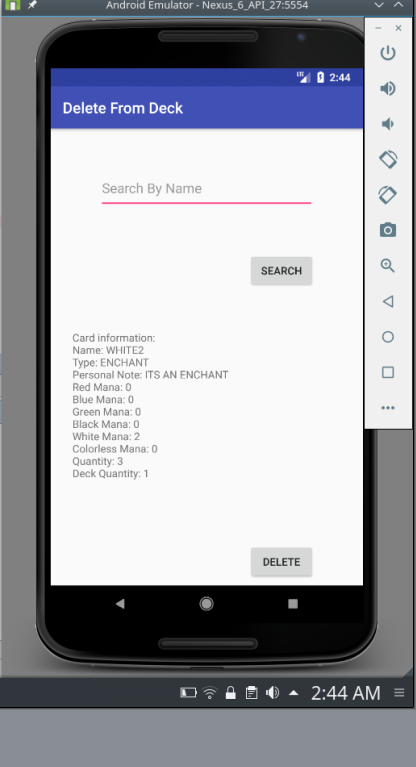 Android Emulator - Nexus_6_API_27:5554
2:44
Delete From Deck
Search By Name
SEARCH
Card information:
Name: WHITE2
Type: ENCHANT
Personal Note: ITS AN ENCHANT
Red Mana: 0
Blue Mana: 0
Green Mana: 0
Black Mana: 0
White Mana: 2
Colorless Mana: 0
Quantity: 3
Deck Quantity: 1
DELETE
2:44 AM